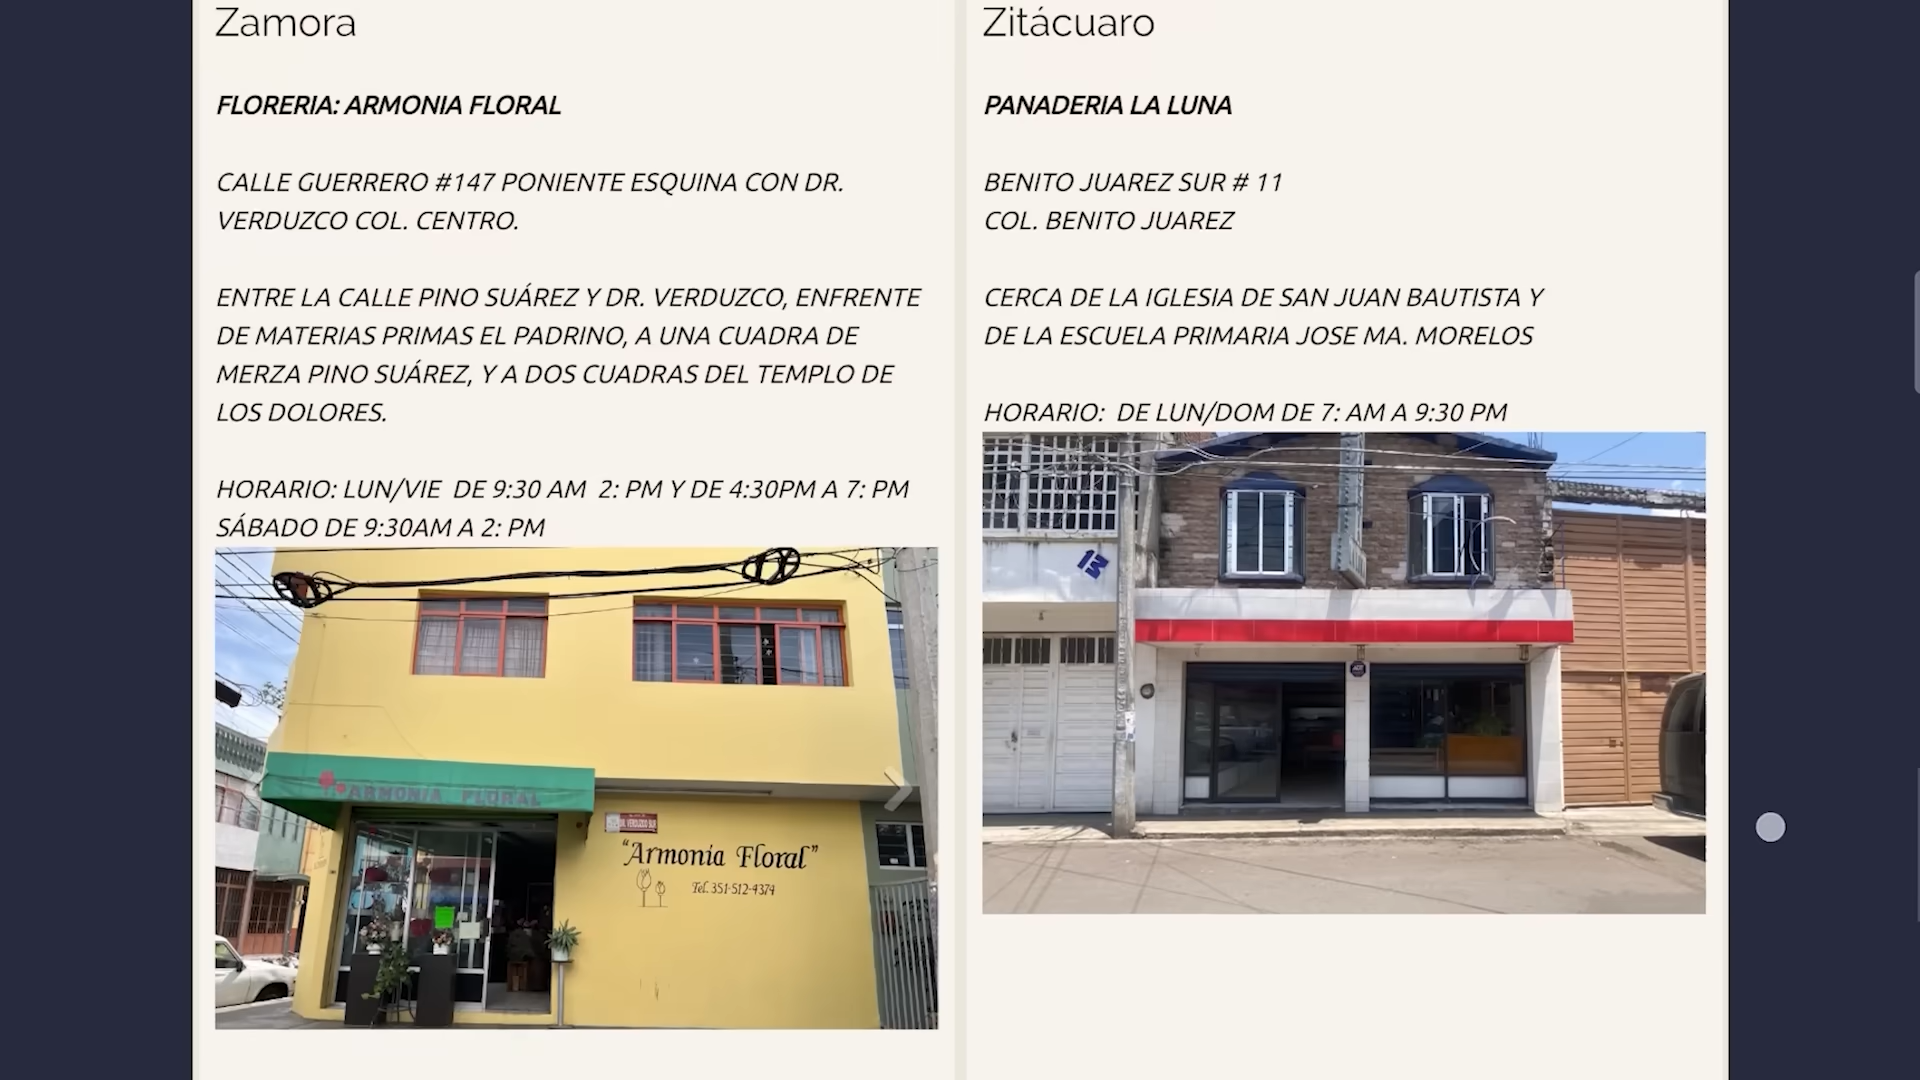 Zamora
FLORERIA: ARMONIA FLORAL
CALLE GUERRERO #147 PONIENTE ESQUINA CON DR.
VERDUZCO COL. CENTRO.
ENTRE LA CALLE PINO SUÁREZ Y DR. VERDUZCO, ENFRENTE
DE MATERIAS PRIMAS EL PADRINO, A UNA CUADRA DE
MERZA PINO SUÁREZ, Y A DOS CUADRAS DEL TEMPLO DE
LOS DOLORES.
HORARIO: LUN/VIE  DE 9:30 AM  2: PM Y DE 4:30PM A 7: PM
SÁBADO DE 9:30AM A 2: PM
ARMONIA FLORAL
DR. VERDUZCO SUR
"Armonía Floral"
Tel. 351-512-4374
Zitácuaro
PANADERIA LA LUNA
BENITO JUAREZ SUR # 11
COL. BENITO JUAREZ
CERCA DE LA IGLESIA DE SAN JUAN BAUTISTA Y
DE LA ESCUELA PRIMARIA JOSE MA. MORELOS
HORARIO:  DE LUN/DOM DE 7: AM A 9:30 PM
13